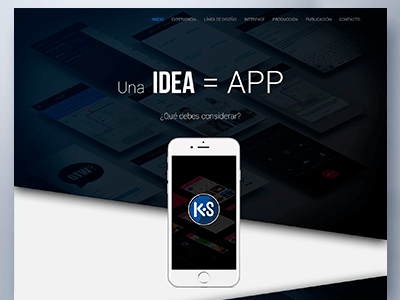 INICIO EXPERIENCIA LÍNEA DE DISEÑO INTERFACE PRODUCCIÓN PUBLICACIÓN CONTACTO
Una IDEA = APP
¿Qué debes considerar?
K·S